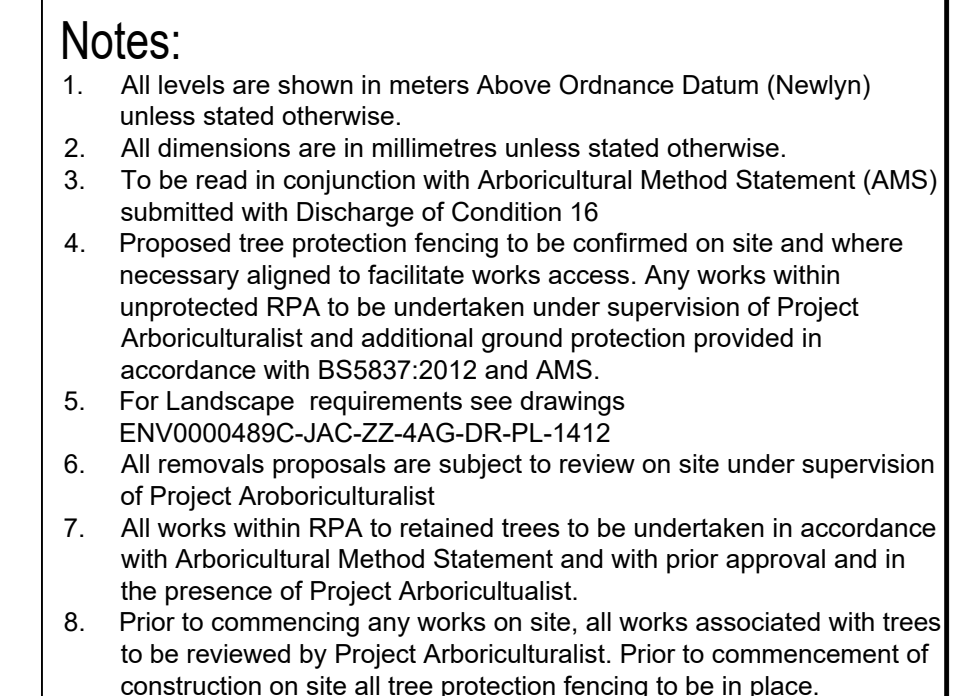 Notes:
1. All levels are shown in meters Above Ordnance Datum (Newlyn)
unless stated otherwise.
2. All dimensions are in millimetres unless stated otherwise.
3. To be read in conjunction with Arboricultural Method Statement (AMS)
submitted with Discharge of Condition 16
4. Proposed tree protection fencing to be confirmed on site and where
necessary aligned to facilitate works access. Any works within
unprotected RPA to be undertaken under supervision of Project
Arboriculturalist and additional ground protection provided in
accordance with BS5837:2012 and AMS.
5. For Landscape requirements see drawings
ENV0000489C-JAC-ZZ-4AG-DR-PL-1412
6. All removals proposals are subject to review on site under supervision
of Project Aroboriculturalist
7. All works within RPA to retained trees to be undertaken in accordance
with Arboricultural Method Statement and with prior approval and in
the presence of Project Arboricultualist.
8. Prior to commencing any works on site, all works associated with trees
to be reviewed by Project Arboriculturalist. Prior to commencement of
construction on site all tree protection fencing to be in place.